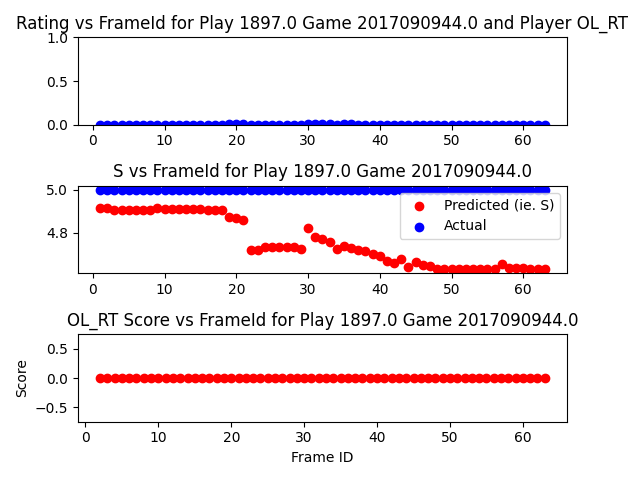 Rating vs FrameId for Play 1897.0 Game 2017090944.0 and Player OL_RT
1.0
0.5
0.0
0 10 20 30 40 50 60
S vs FrameId for Play 1897.0 Game 2017090944.0
5.0
4.8
Predicted (ie. S)
Actual
0 10 20 30 40 50 60
OL_RT Score vs FrameId for Play 1897.0 Game 2017090944.0
Score
0.5
0.0
−0.5
0 10 20 30 40 50 60
Frame ID